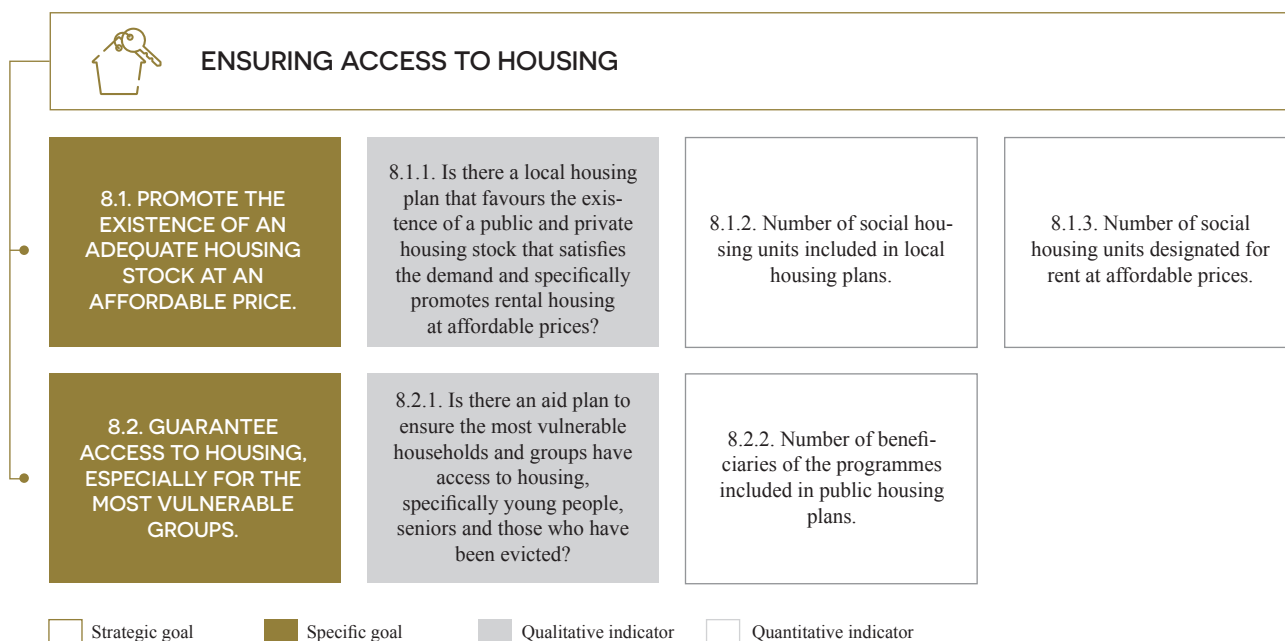 ENSURING ACCESS TO HOUSING
8.1. PROMOTE THE
EXISTENCE OF AN
ADEQUATE HOUSING
STOCK AT AN
AFFORDABLE PRICE.
8.1.1. Is there a local housing
plan that favours the exis-
tence of a public and private
housing stock that satisfies
the demand and specifically
promotes rental housing
at affordable prices?
8.1.2. Number of social hou-
sing units included in local
housing plans.
8.1.3. Number of social
housing units designated for
rent at affordable prices.
8.2. GUARANTEE
ACCESS TO HOUSING,
ESPECIALLY FOR THE
MOST VULNERABLE
GROUPS.
8.2.1. Is there an aid plan to
ensure the most vulnerable
households and groups have
access to housing,
specifically young people,
seniors and those who have
been evicted?
8.2.2. Number of benefi-
ciaries of the programmes
included in public housing
plans.
Strategic goal
Specific goal
Qualitative indicator
Quantitative indicator